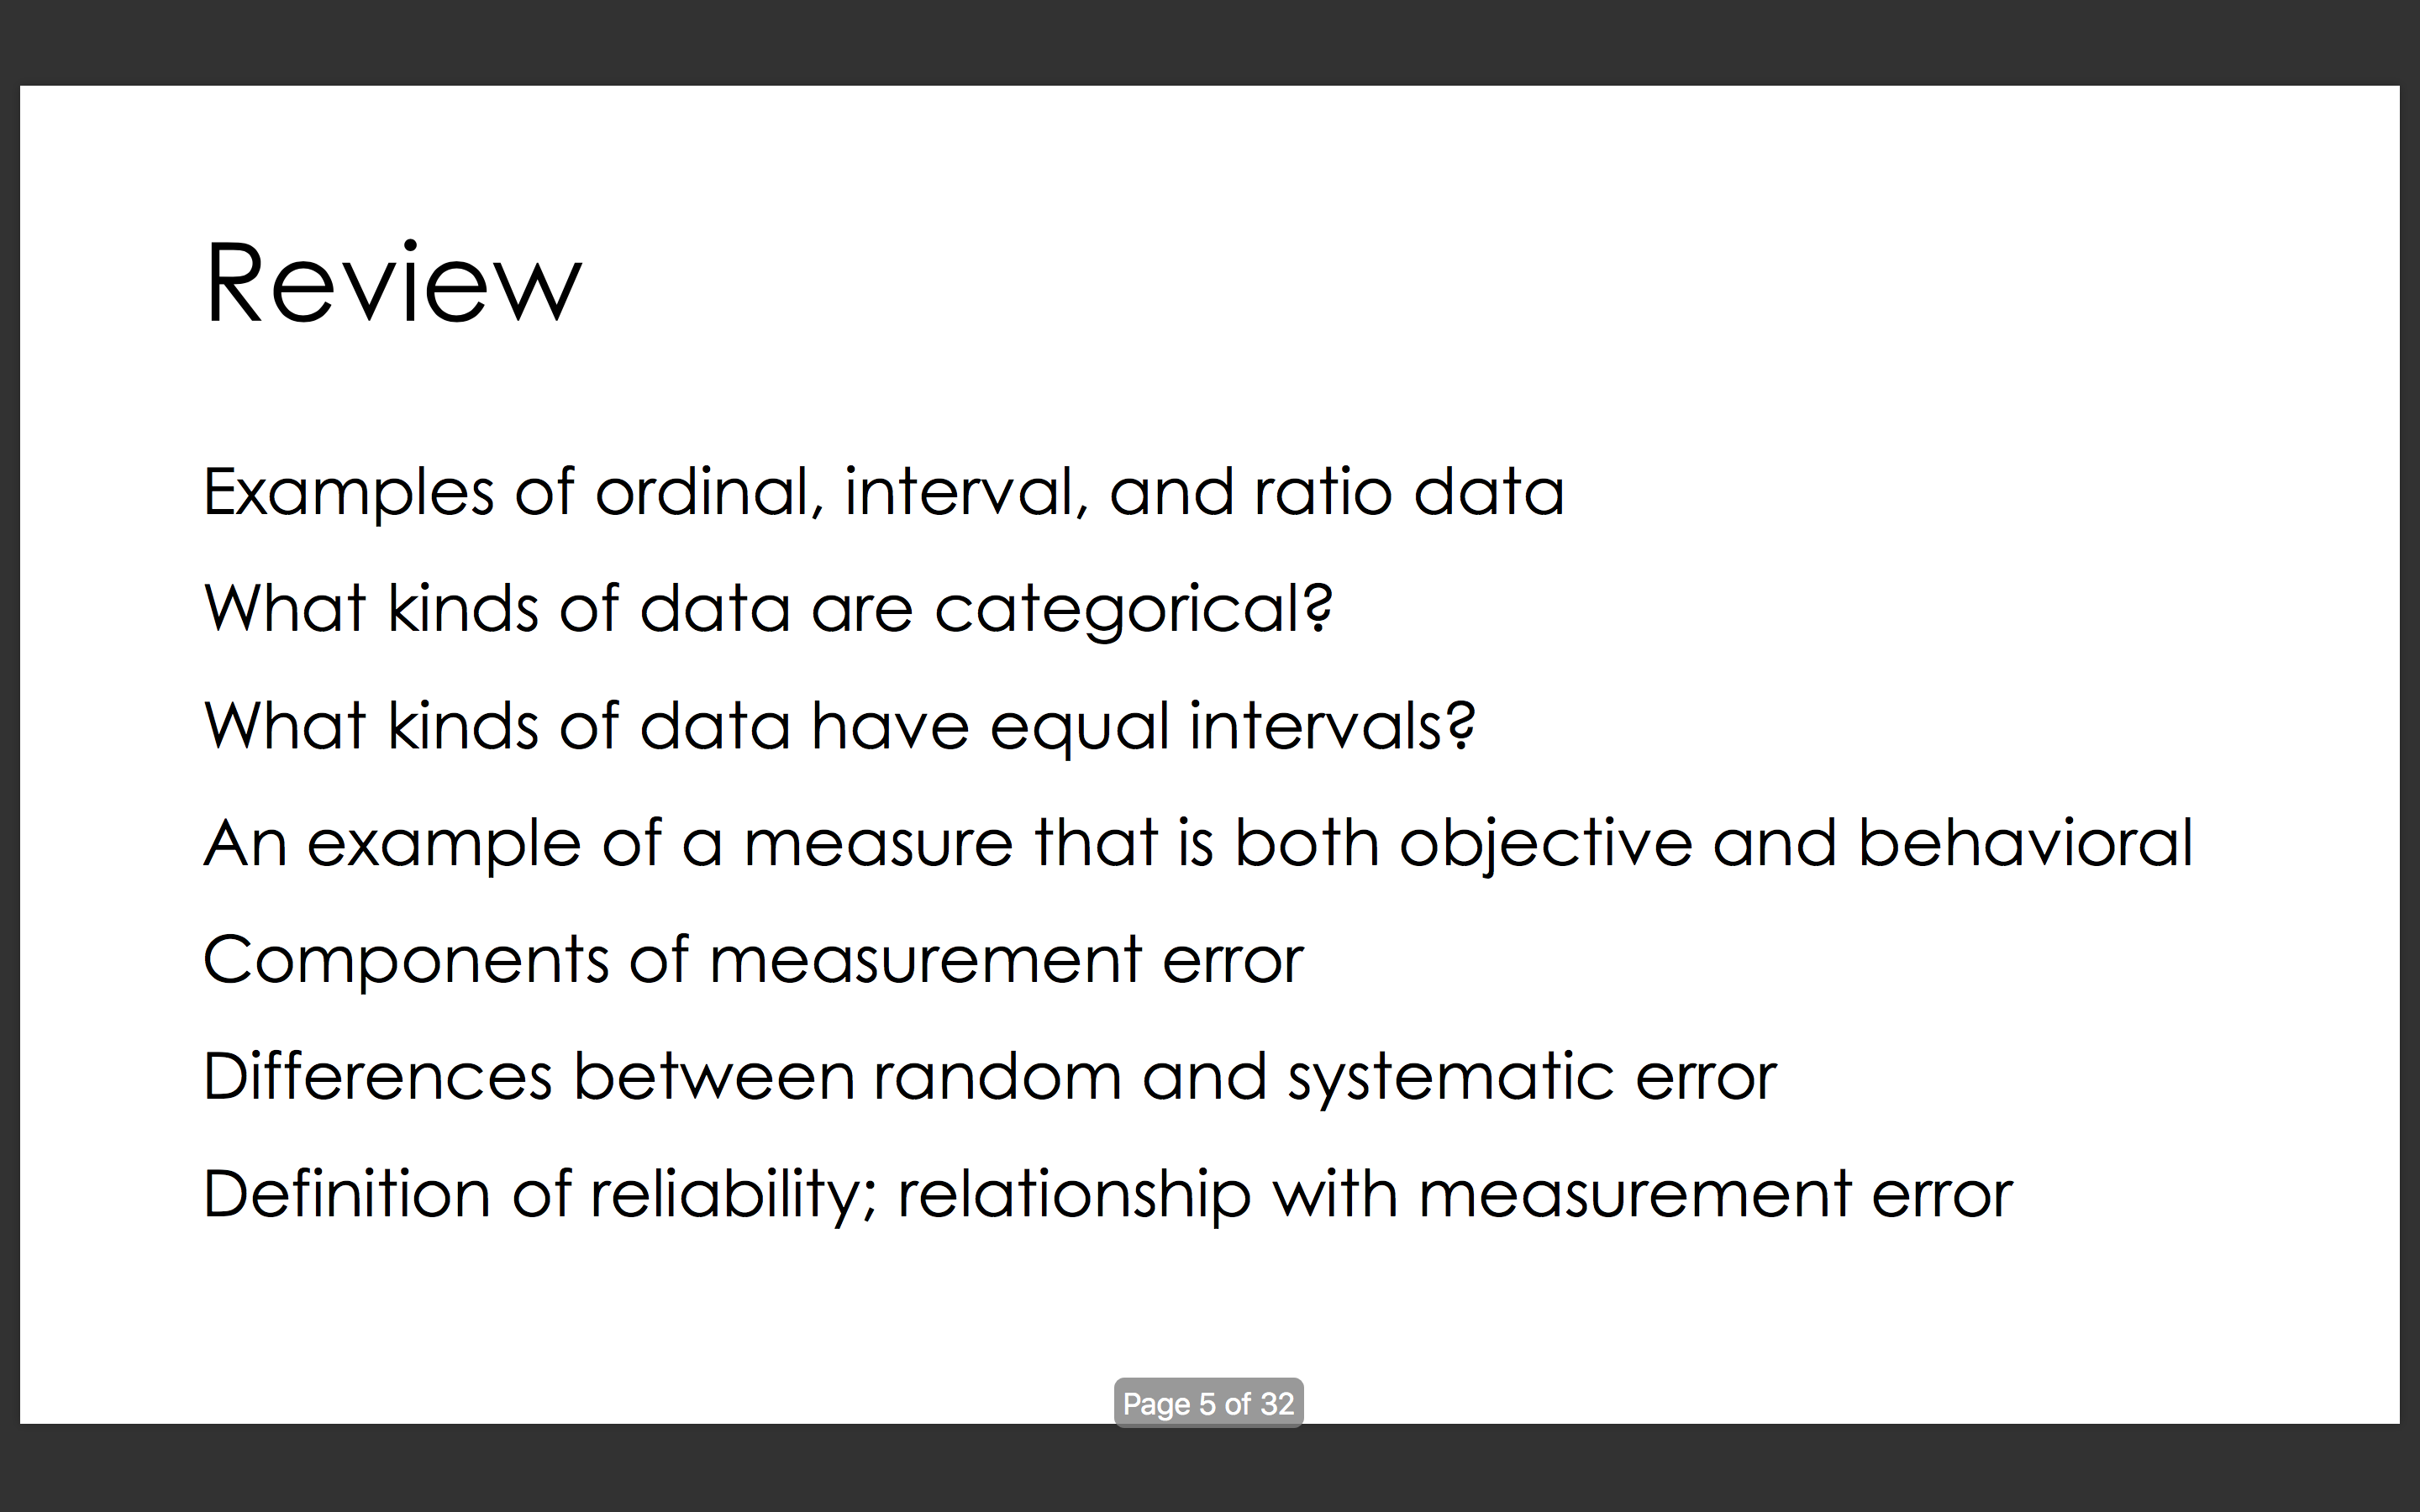 Review
Examples of ordinal, interval, and ratio data
What kinds of data are categorical?
What kinds of data have equal intervals?
An example of a measure that is both objective and behavioral
Components of measurement error
Differences between random and systematic error
Definition of reliability; relationship with measurement error
Page 5 of 32